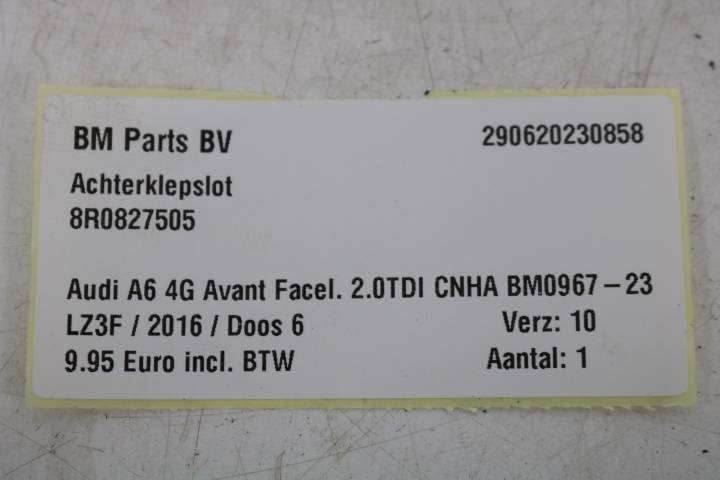 BM Parts BV 290620230858
Achterklepslot
8R0827505
Audi A6 4G Avant Facel. 2.0TDI CNHA BM0967-23
LZ3F / 2016 / Doos 6 Verz: 10
9.95 Euro incl. BTW Aantal: 1